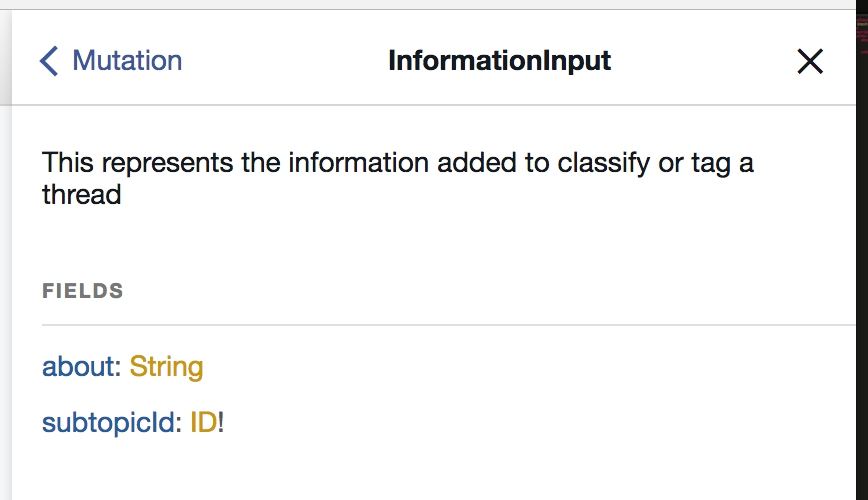 Mutation
InformationInput
This represents the information added to classify or tag a
thread
FIELDS
about: String
subtopicId: ID!